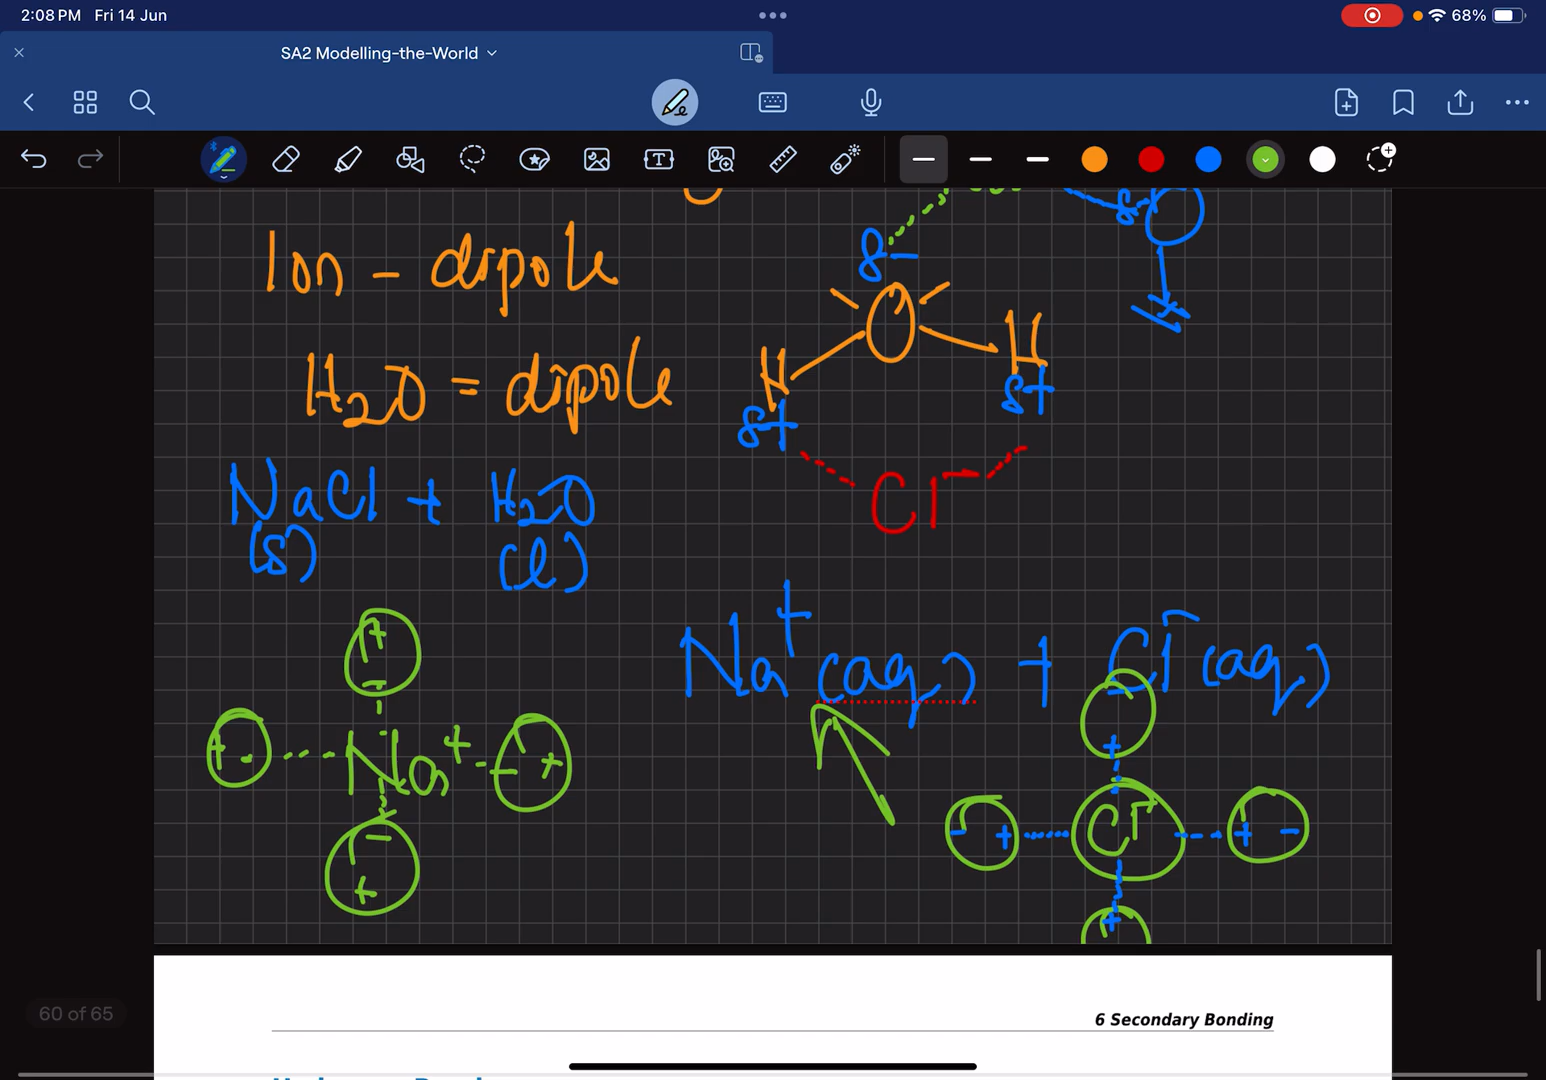 2:08 PM Fri 14 Jun
68%
SA2 Modelling-the-World
Ion - dipole
δ-
δ-
O
H
H
H
δ+
δ+
H₂O = dipole
NaCl + H₂O
(s) (l)
Cl⁻
Na⁺(aq) + Cl⁻(aq)
+
-
+ -
Na⁺
- +
-
+
+
- +
Cl⁻
+ -
+
60 of 65
6 Secondary Bonding